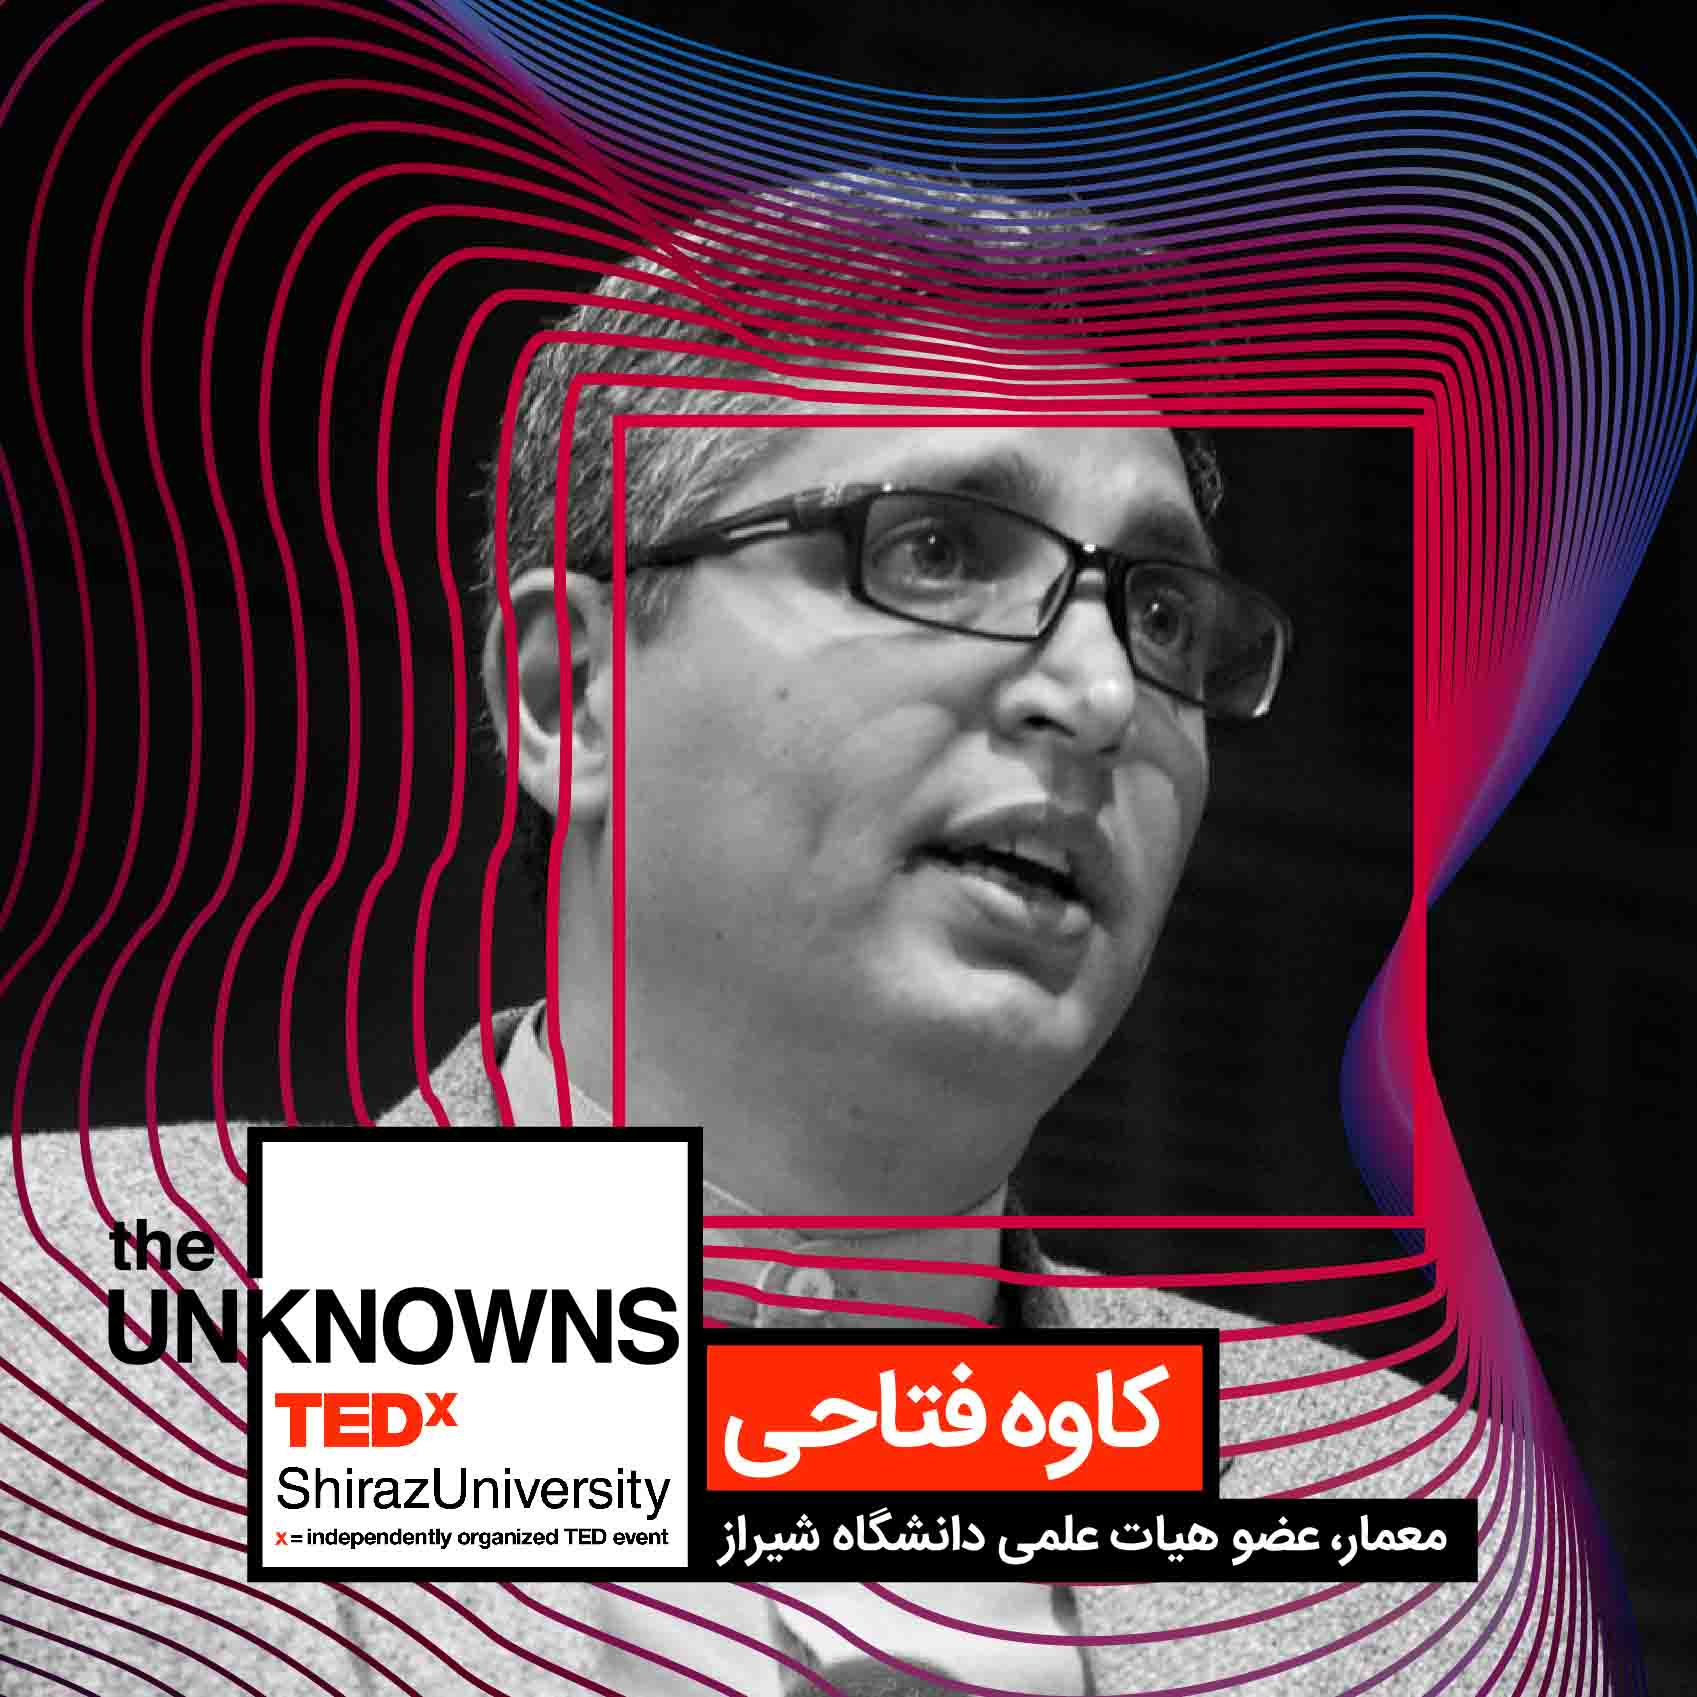 the
UNKNOWNS
TEDx
ShirazUniversity
x = independently organized TED event
کاوه فتاحی
معمار، عضو هیات علمی دانشگاه شیراز